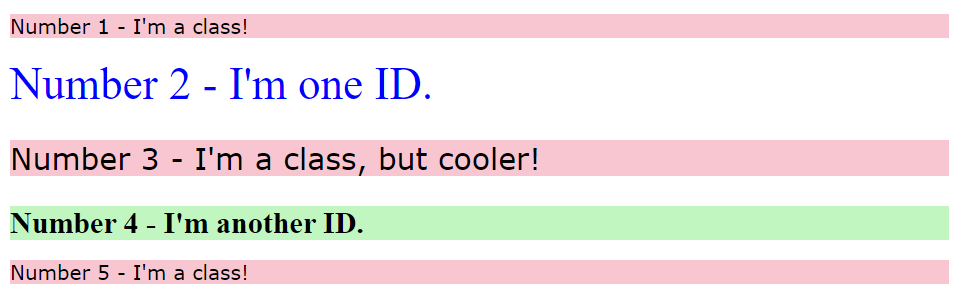 Number 1 - I'm a class!
Number 2 - I'm one ID.
Number 3 - I'm a class, but cooler!
Number 4 - I'm another ID.
Number 5 - I'm a class!